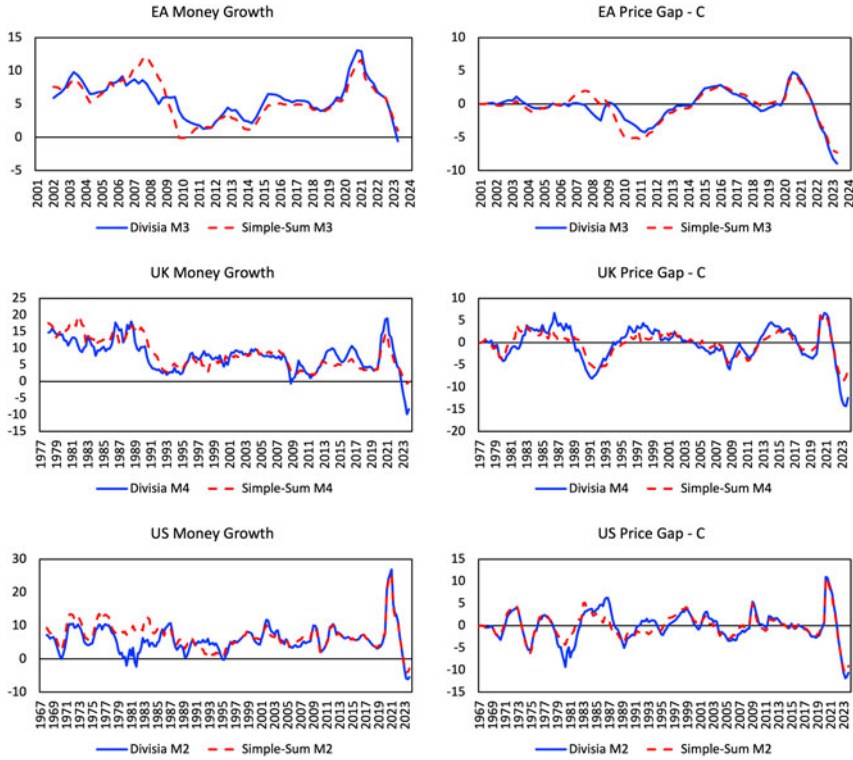 EA Money Growth
15
10
5
0
-5
2001 2002 2003 2004 2005 2006 2007 2008 2009 2010 2011 2012 2013 2014 2015 2016 2017 2018 2019 2020 2021 2022 2023 2024
Divisia M3 Simple-Sum M3
EA Price Gap - C
10
5
0
-5
-10
2001 2002 2003 2004 2005 2006 2007 2008 2009 2010 2011 2012 2013 2014 2015 2016 2017 2018 2019 2020 2021 2022 2023 2024
Divisia M3 Simple-Sum M3
UK Money Growth
25
20
15
10
5
0
-5
-10
-15
1977 1979 1981 1983 1985 1987 1989 1991 1993 1995 1997 1999 2001 2003 2005 2007 2009 2011 2013 2015 2017 2019 2021 2023
Divisia M4 Simple-Sum M4
UK Price Gap - C
10
5
0
-5
-10
-15
-20
1977 1979 1981 1983 1985 1987 1989 1991 1993 1995 1997 1999 2001 2003 2005 2007 2009 2011 2013 2015 2017 2019 2021 2023
Divisia M4 Simple-Sum M4
US Money Growth
30
20
10
0
-10
1967 1969 1971 1973 1975 1977 1979 1981 1983 1985 1987 1989 1991 1993 1995 1997 1999 2001 2003 2005 2007 2009 2011 2013 2015 2017 2019 2021 2023
Divisia M2 Simple-Sum M2
US Price Gap - C
15
10
5
0
-5
-10
-15
1967 1969 1971 1973 1975 1977 1979 1981 1983 1985 1987 1989 1991 1993 1995 1997 1999 2001 2003 2005 2007 2009 2011 2013 2015 2017 2019 2021 2023
Divisia M2 Simple-Sum M2